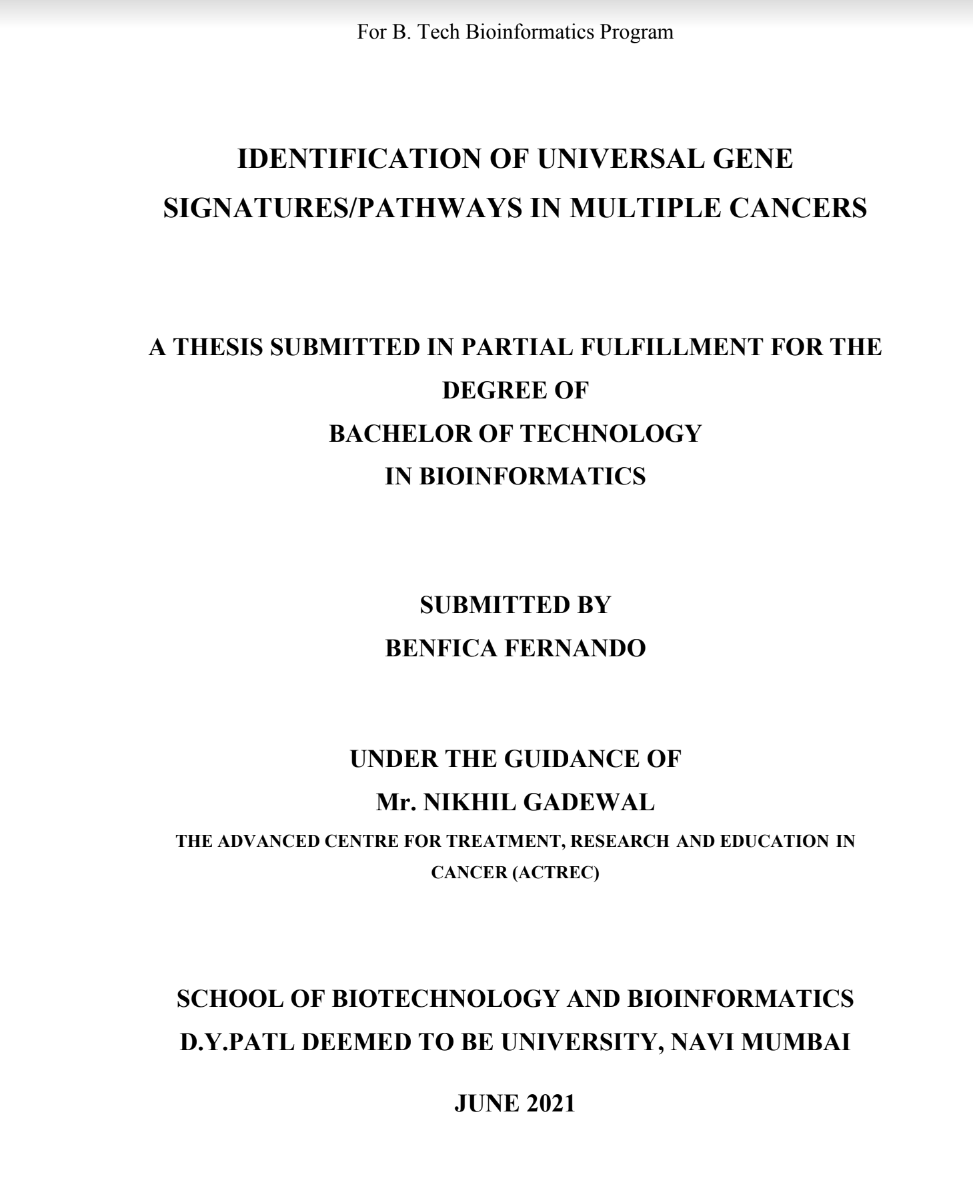 For B. Tech Bioinformatics Program
IDENTIFICATION OF UNIVERSAL GENE
SIGNATURES/PATHWAYS IN MULTIPLE CANCERS
A THESIS SUBMITTED IN PARTIAL FULFILLMENT FOR THE
DEGREE OF
BACHELOR OF TECHNOLOGY
IN BIOINFORMATICS
SUBMITTED BY
BENFICA FERNANDO
UNDER THE GUIDANCE OF
Mr. NIKHIL GADEWAL
THE ADVANCED CENTRE FOR TREATMENT, RESEARCH AND EDUCATION IN
CANCER (ACTREC)
SCHOOL OF BIOTECHNOLOGY AND BIOINFORMATICS
D.Y.PATL DEEMED TO BE UNIVERSITY, NAVI MUMBAI
JUNE 2021